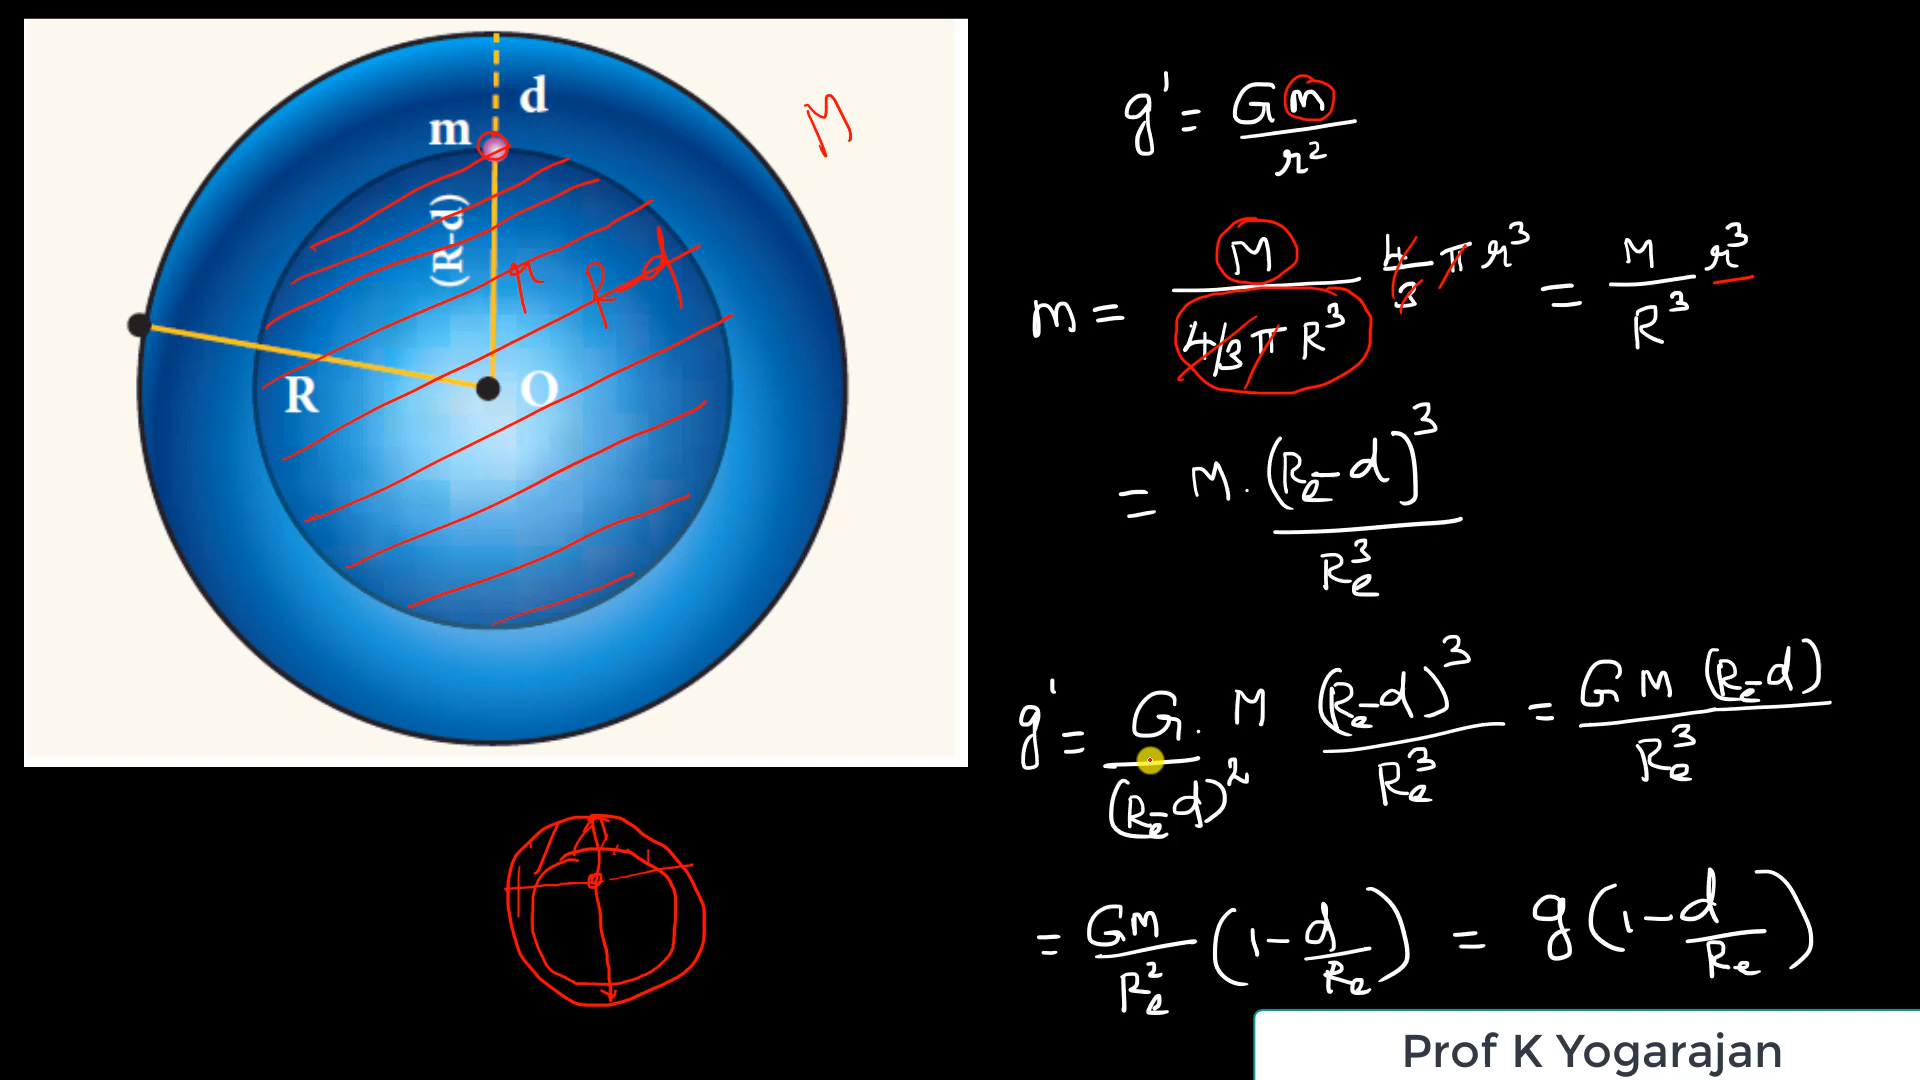 d
M
m
(R-d)
r R-d
R
O
g' = Gm/r²
m = M/(4/3 π R³) 4/3 π r³ = M/R³ r³
= M . (Re-d)³/Re³
g' = G. M/(Re-d)² (Re-d)³/Re³ = GM (Re-d)/Re³
= GM/Re² (1-d/Re) = g(1-d/Re)
Prof K Yogarajan